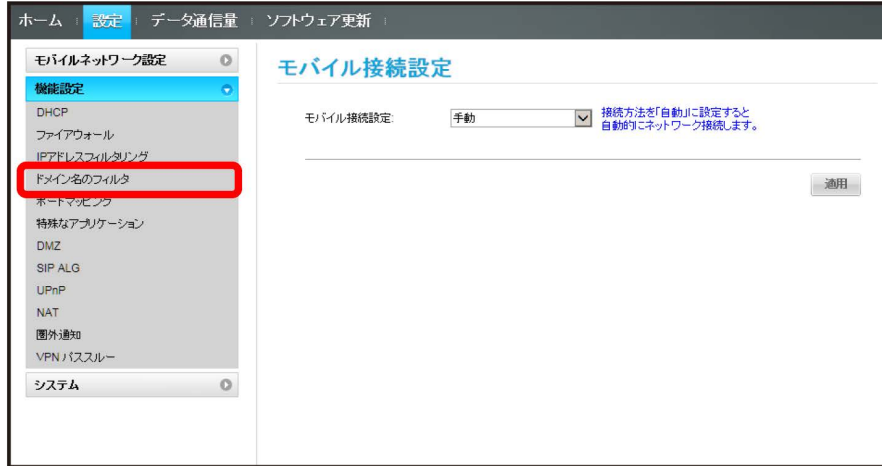 ホーム 設定 データ通信量 ソフトウェア更新
モバイルネットワーク設定
機能設定
DHCP
ファイアウォール
IPアドレスフィルタリング
ドメイン名のフィルタ
ポートマッピング
特殊なアプリケーション
DMZ
SIP ALG
UPnP
NAT
圏外通知
VPN パススルー
システム
モバイル接続設定
モバイル接続設定: 手動
接続方法を「自動」に設定すると
自動的にネットワーク接続します。
適用